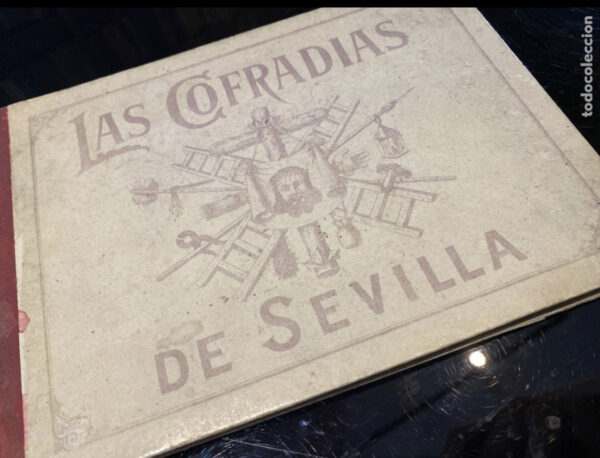 LAS COFRADIAS
DE SEVILLA
todocoleccion